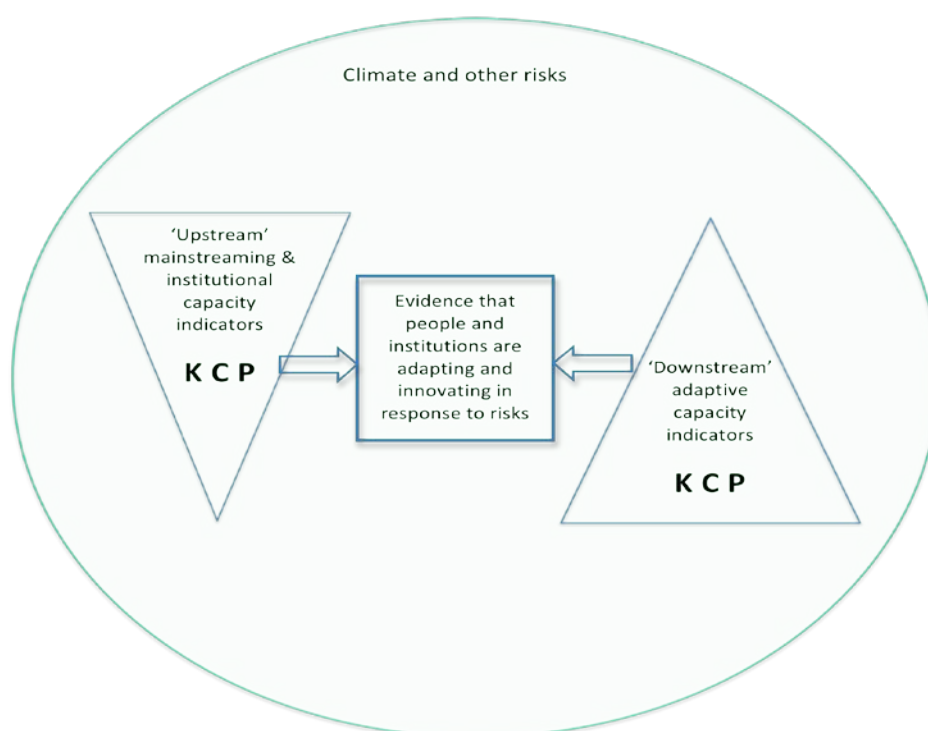 Climate and other risks
‘Upstream’
mainstreaming &
institutional
capacity
indicators
K C P
Evidence that
people and
institutions are
adapting and
innovating in
response to risks
‘Downstream’
adaptive
capacity
indicators
K C P